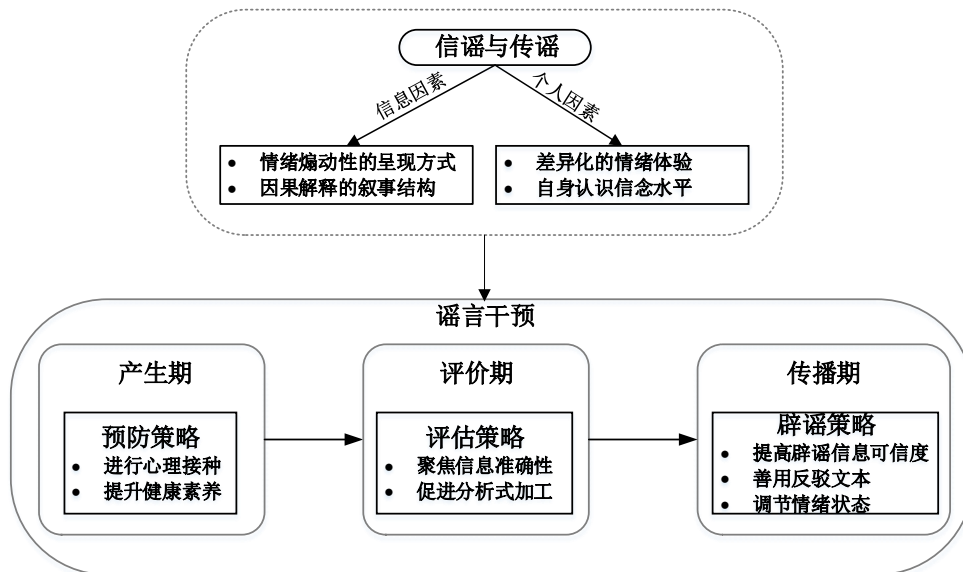 信谣与传谣
信息因素
个人因素
• 情绪煽动性的呈现方式
• 因果解释的叙事结构
• 差异化的情绪体验
• 自身认识信念水平
谣言干预
产生期
预防策略
• 进行心理接种
• 提升健康素养
评价期
评估策略
• 聚焦信息准确性
• 促进分析式加工
传播期
辟谣策略
• 提高辟谣信息可信度
• 善用反驳文本
• 调节情绪状态